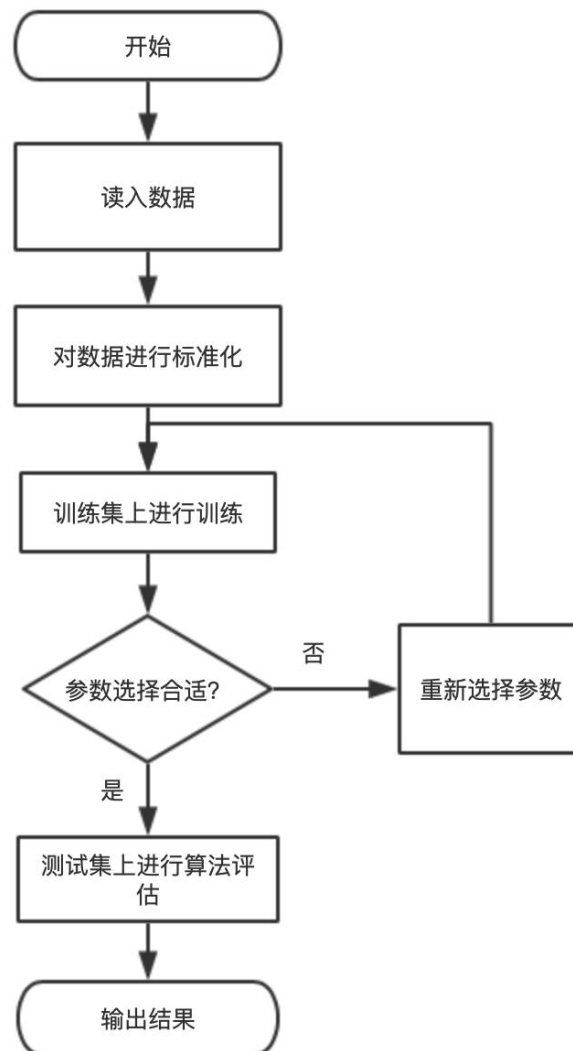 开始
读入数据
对数据进行标准化
训练集上进行训练
参数选择合适?
否
重新选择参数
是
测试集上进行算法评
估
输出结果